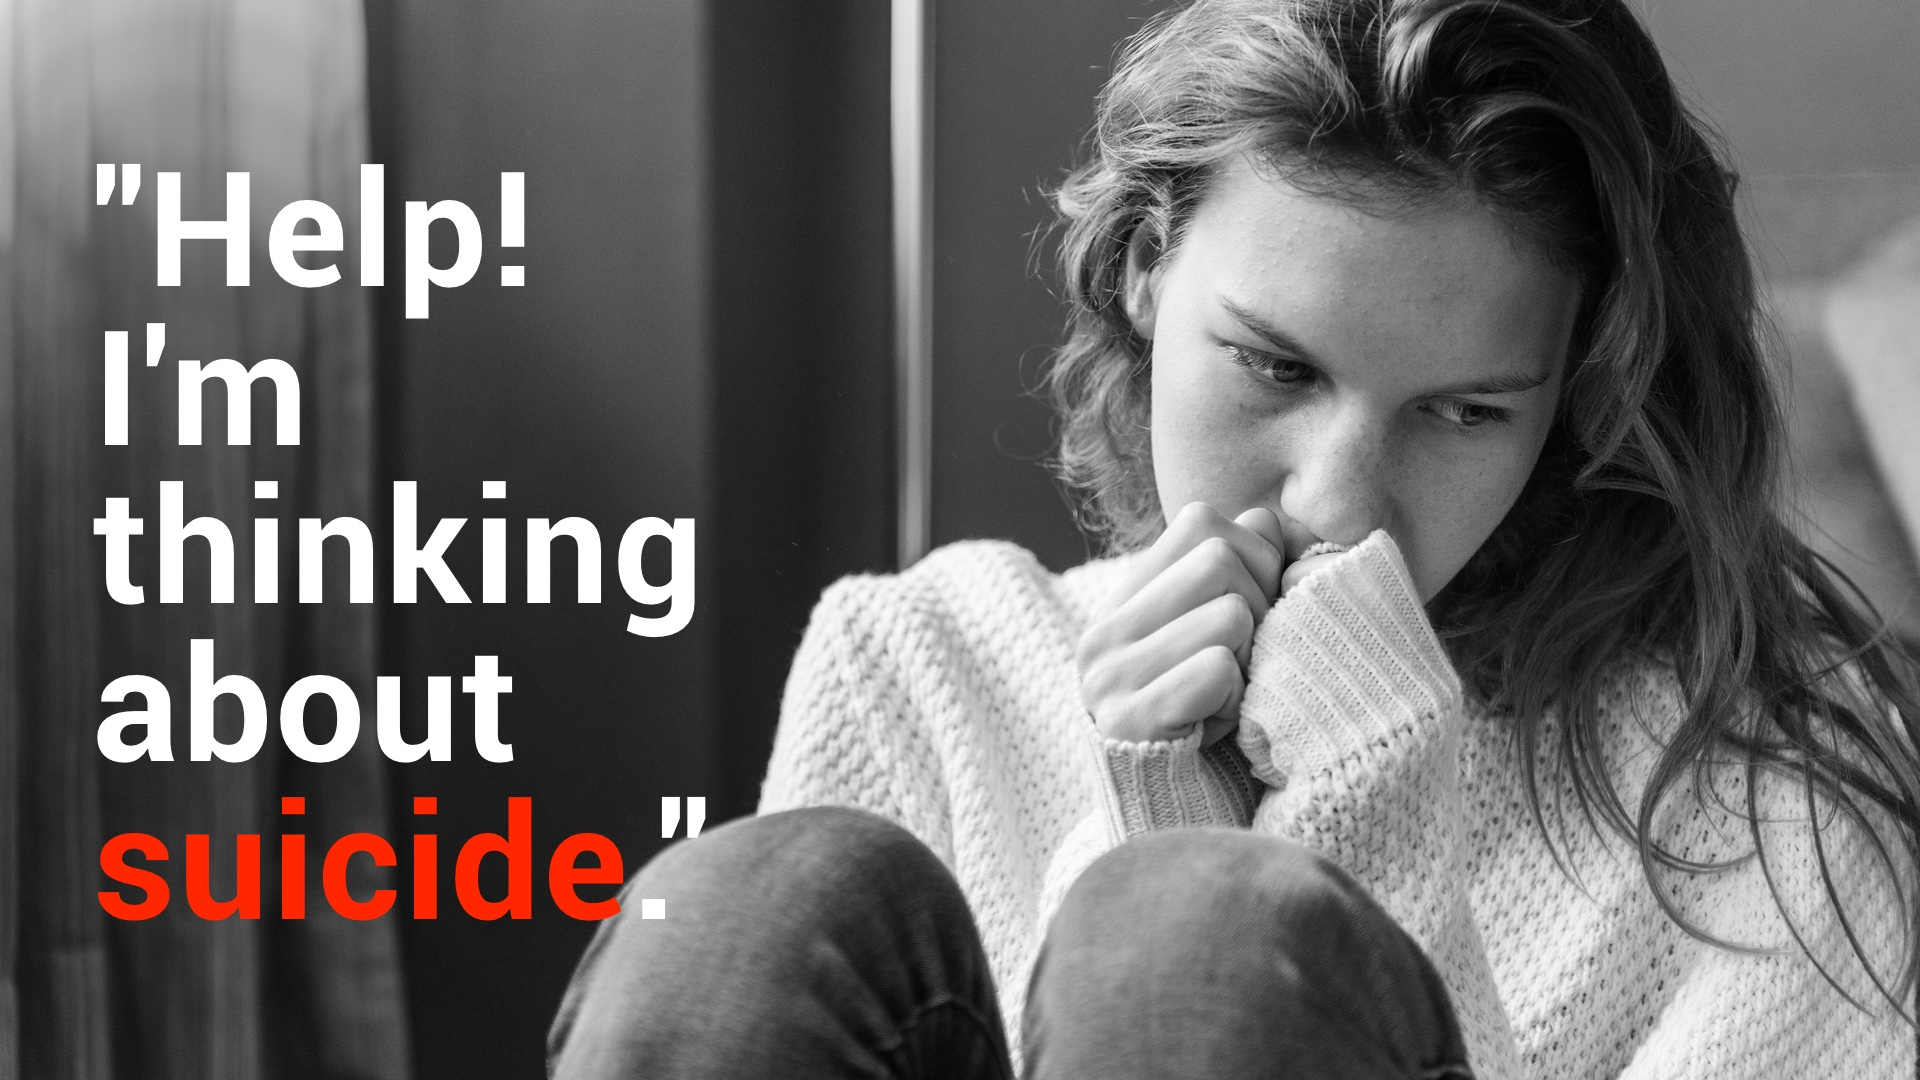 "Help!
I'm
thinking
about
suicide."